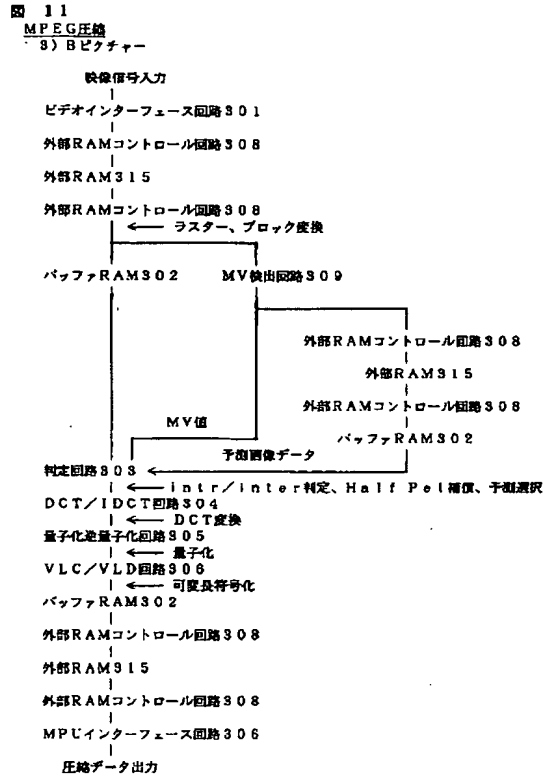 図 11
MPEG圧縮
3) Bピクチャー
映像信号入力
ビデオインターフェース回路301
外部RAMコントロール回路308
外部RAM315
外部RAMコントロール回路308
← ラスター、ブロック変換
バッファRAM302 MV検出回路309
外部RAMコントロール回路308
外部RAM315
外部RAMコントロール回路308
MV値
バッファRAM302
予測画像データ
判定回路303
← intr/inter判定、Half Pel補償、予測選択
DCT/IDCT回路304
← DCT変換
量子化逆量子化回路305
← 量子化
VLC/VLD回路306
← 可変長符号化
バッファRAM302
外部RAMコントロール回路308
外部RAM315
外部RAMコントロール回路308
MPUインターフェース回路306
圧縮データ出力